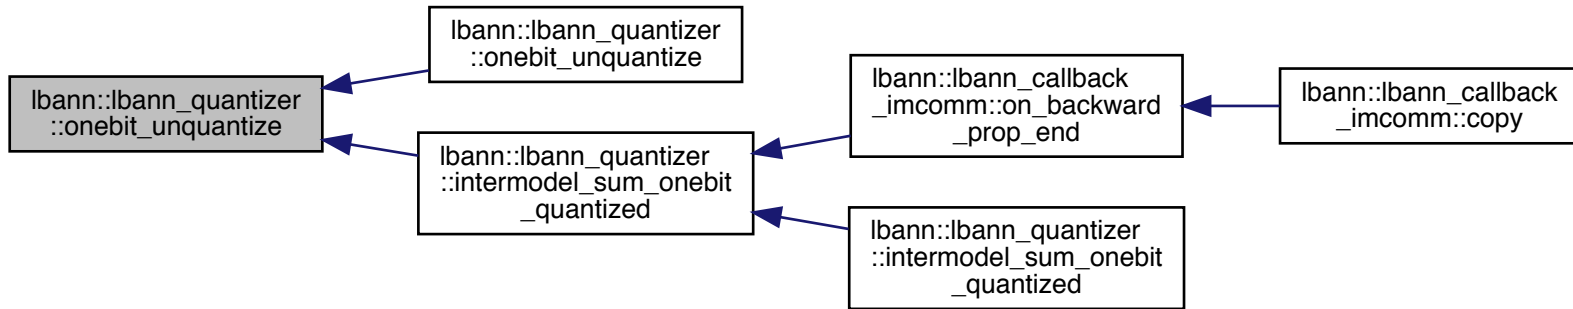 lbann::lbann_quantizer
::onebit_unquantize
lbann::lbann_quantizer
::onebit_unquantize
lbann::lbann_quantizer
::intermodel_sum_onebit
_quantized
lbann::lbann_callback
_imcomm::on_backward
_prop_end
lbann::lbann_quantizer
::intermodel_sum_onebit
_quantized
lbann::lbann_callback
_imcomm::copy